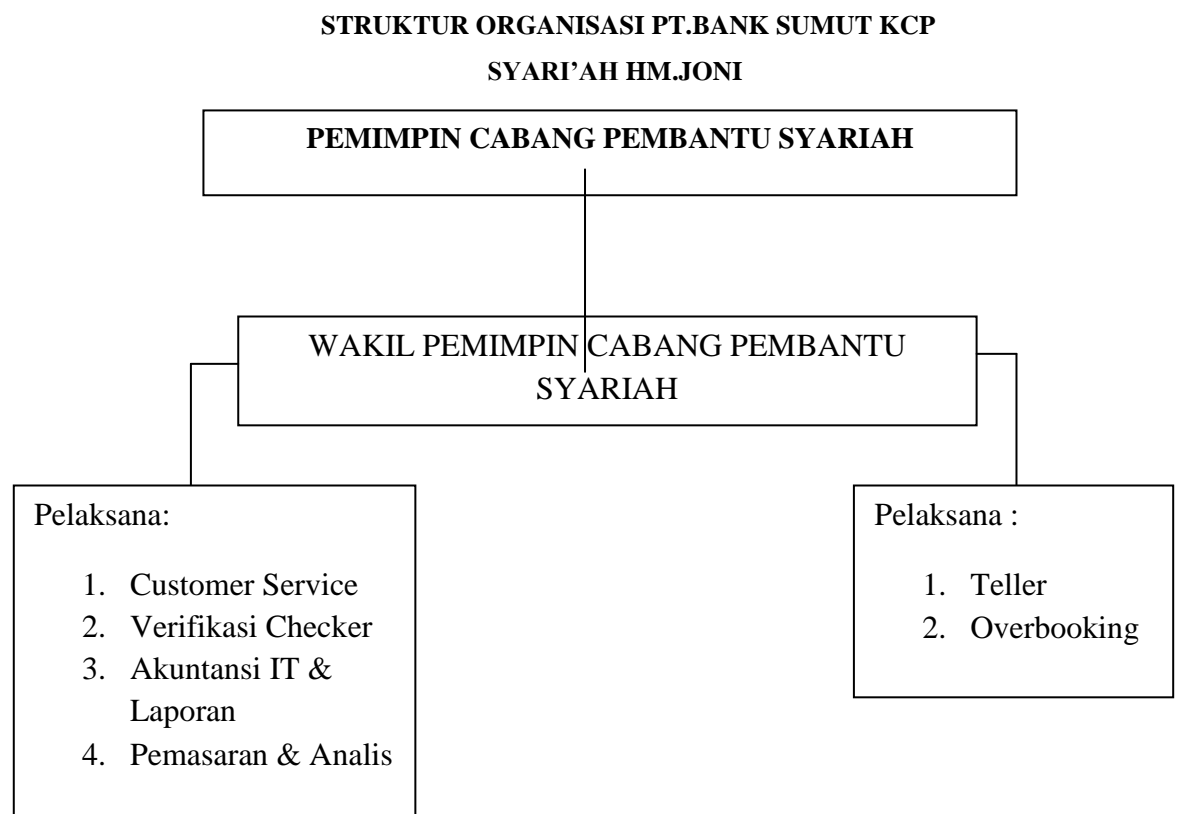 STRUKTUR ORGANISASI PT.BANK SUMUT KCP
SYARI’AH HM.JONI
PEMIMPIN CABANG PEMBANTU SYARIAH
WAKIL PEMIMPIN CABANG PEMBANTU
SYARIAH
Pelaksana:
1. Customer Service
2. Verifikasi Checker
3. Akuntansi IT &
Laporan
4. Pemasaran & Analis
Pelaksana :
1. Teller
2. Overbooking